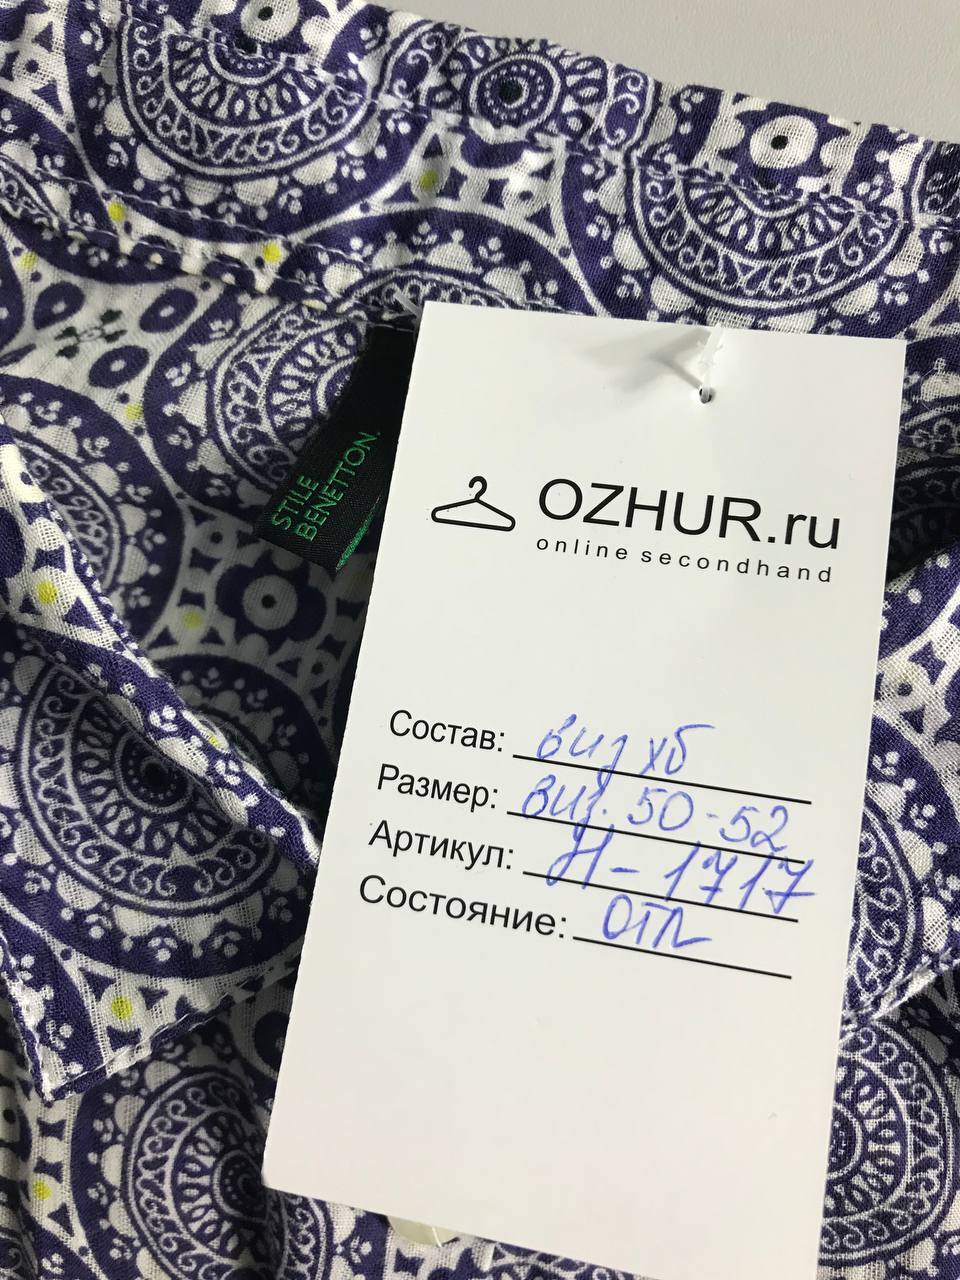 STILE
BENETTON.
OZHUR.ru
online secondhand
Состав: виз хб
Размер: виз. 50-52
Артикул: Н-1717
Состояние: отл